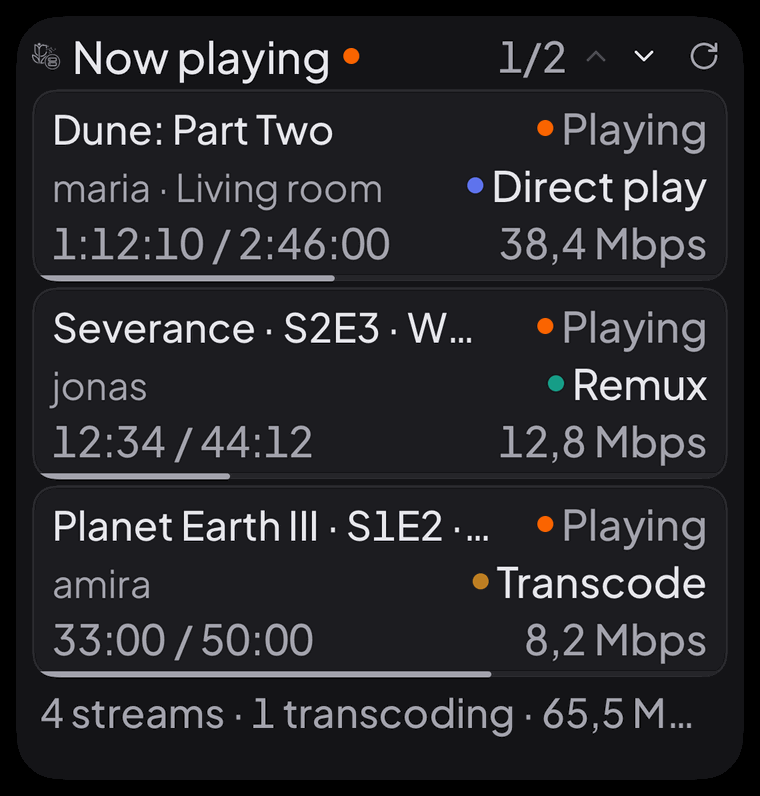 Now playing 1/2
Dune: Part Two Playing
maria · Living room Direct play
1:12:10 / 2:46:00 38,4 Mbps
Severance · S2E3 · W... Playing
jonas Remux
12:34 / 44:12 12,8 Mbps
Planet Earth III · S1E2 ·... Playing
amira Transcode
33:00 / 50:00 8,2 Mbps
4 streams · 1 transcoding · 65,5 M...